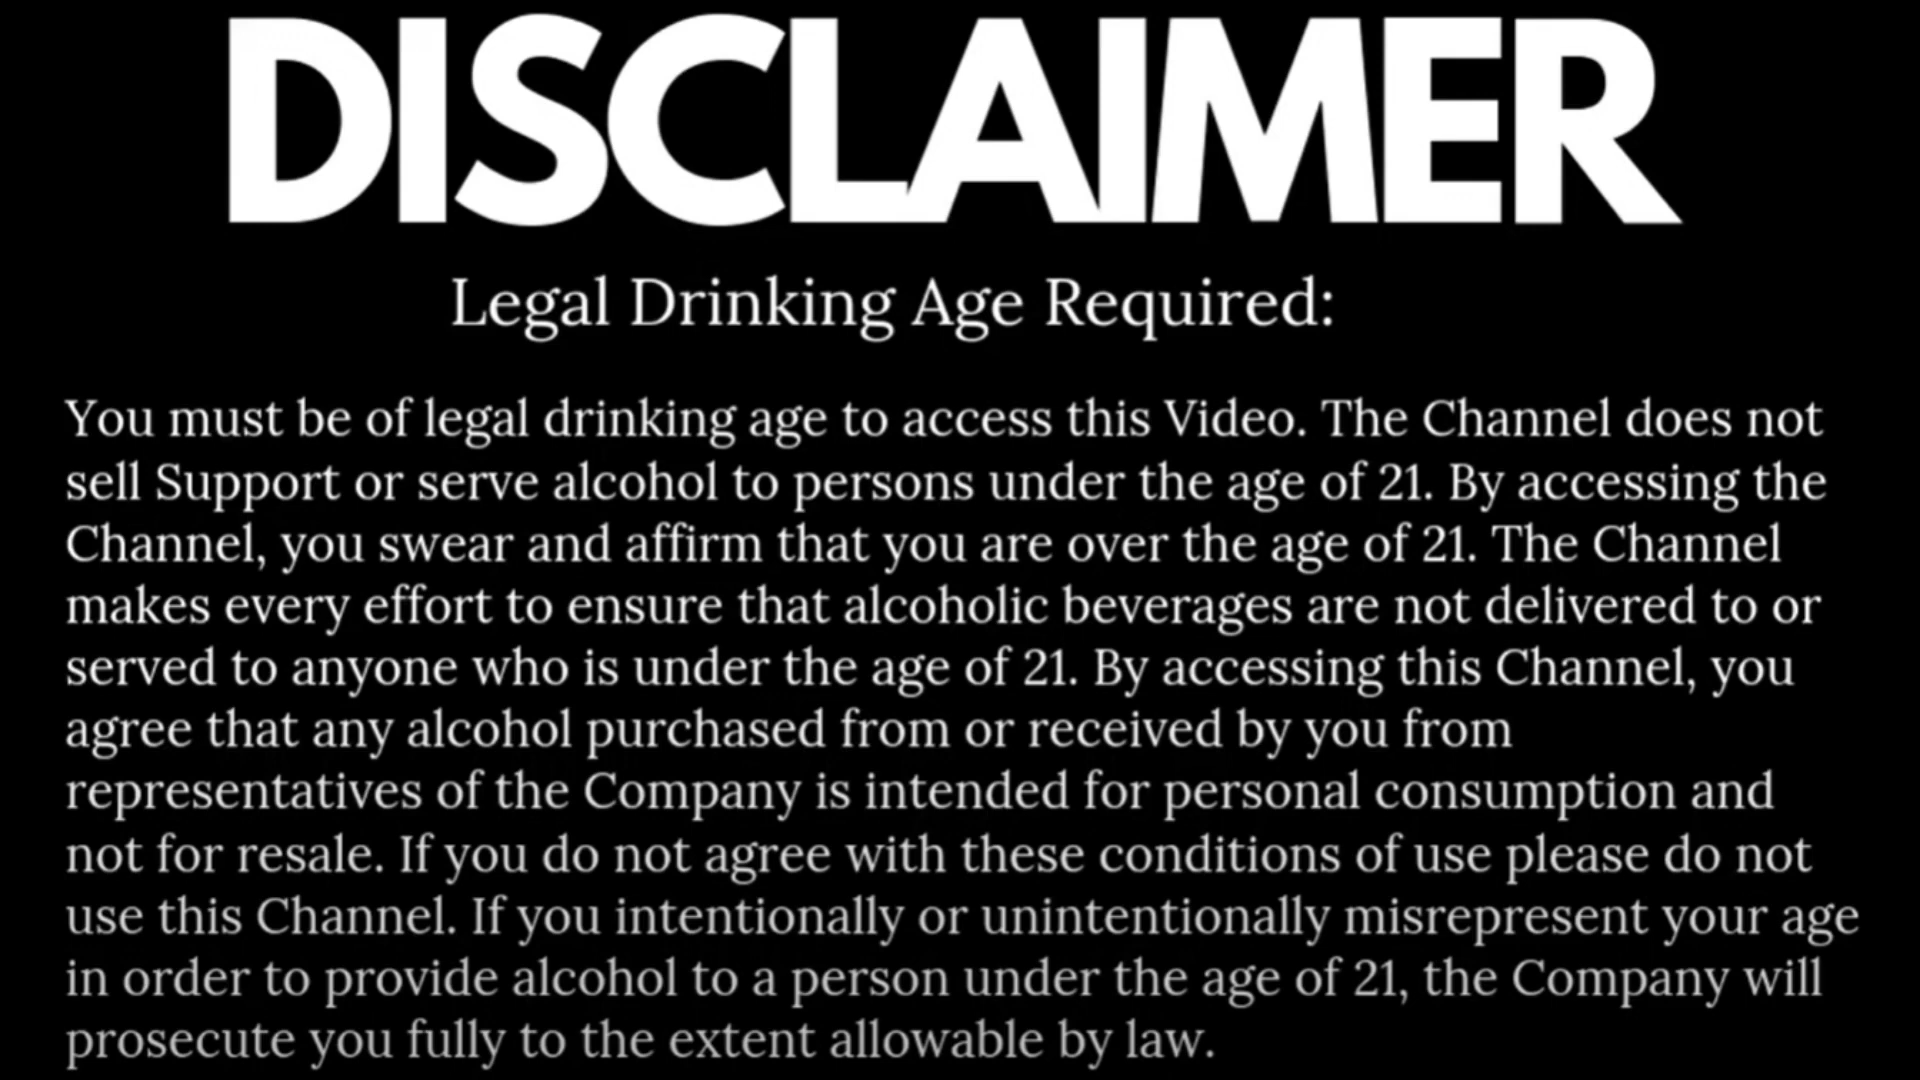 DISCLAIMER
Legal Drinking Age Required:
You must be of legal drinking age to access this Video. The Channel does not
sell Support or serve alcohol to persons under the age of 21. By accessing the
Channel, you swear and affirm that you are over the age of 21. The Channel
makes every effort to ensure that alcoholic beverages are not delivered to or
served to anyone who is under the age of 21. By accessing this Channel, you
agree that any alcohol purchased from or received by you from
representatives of the Company is intended for personal consumption and
not for resale. If you do not agree with these conditions of use please do not
use this Channel. If you intentionally or unintentionally misrepresent your age
in order to provide alcohol to a person under the age of 21, the Company will
prosecute you fully to the extent allowable by law.